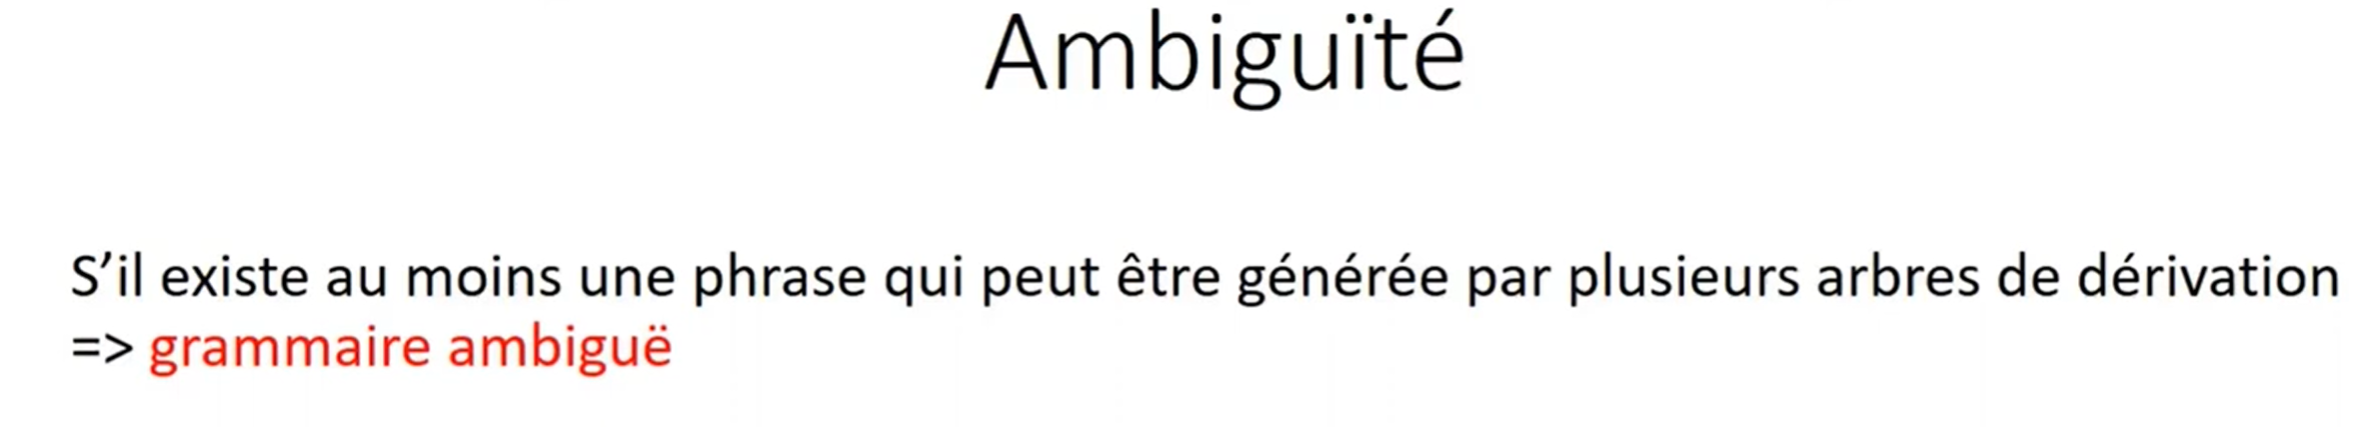 Ambiguïté
S’il existe au moins une phrase qui peut être générée par plusieurs arbres de dérivation
=> grammaire ambiguë